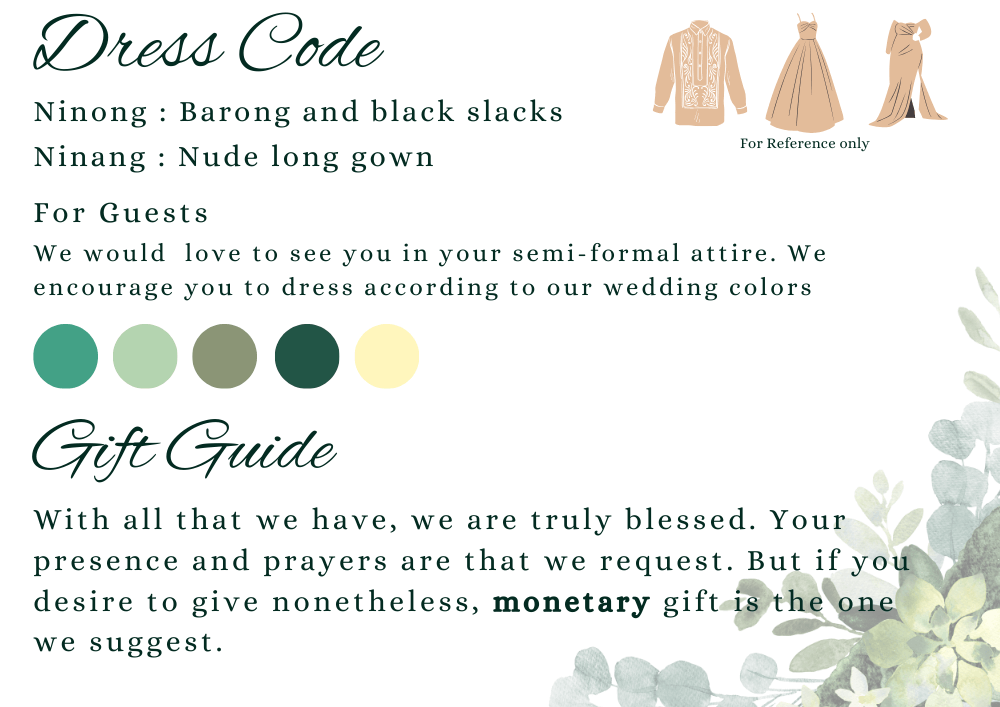 Dress Code
Ninong : Barong and black slacks
Ninang : Nude long gown
For Reference only
For Guests
We would  love to see you in your semi-formal attire. We
encourage you to dress according to our wedding colors
Gift Guide
With all that we have, we are truly blessed. Your
presence and prayers are that we request. But if you
desire to give nonetheless, monetary gift is the one
we suggest.